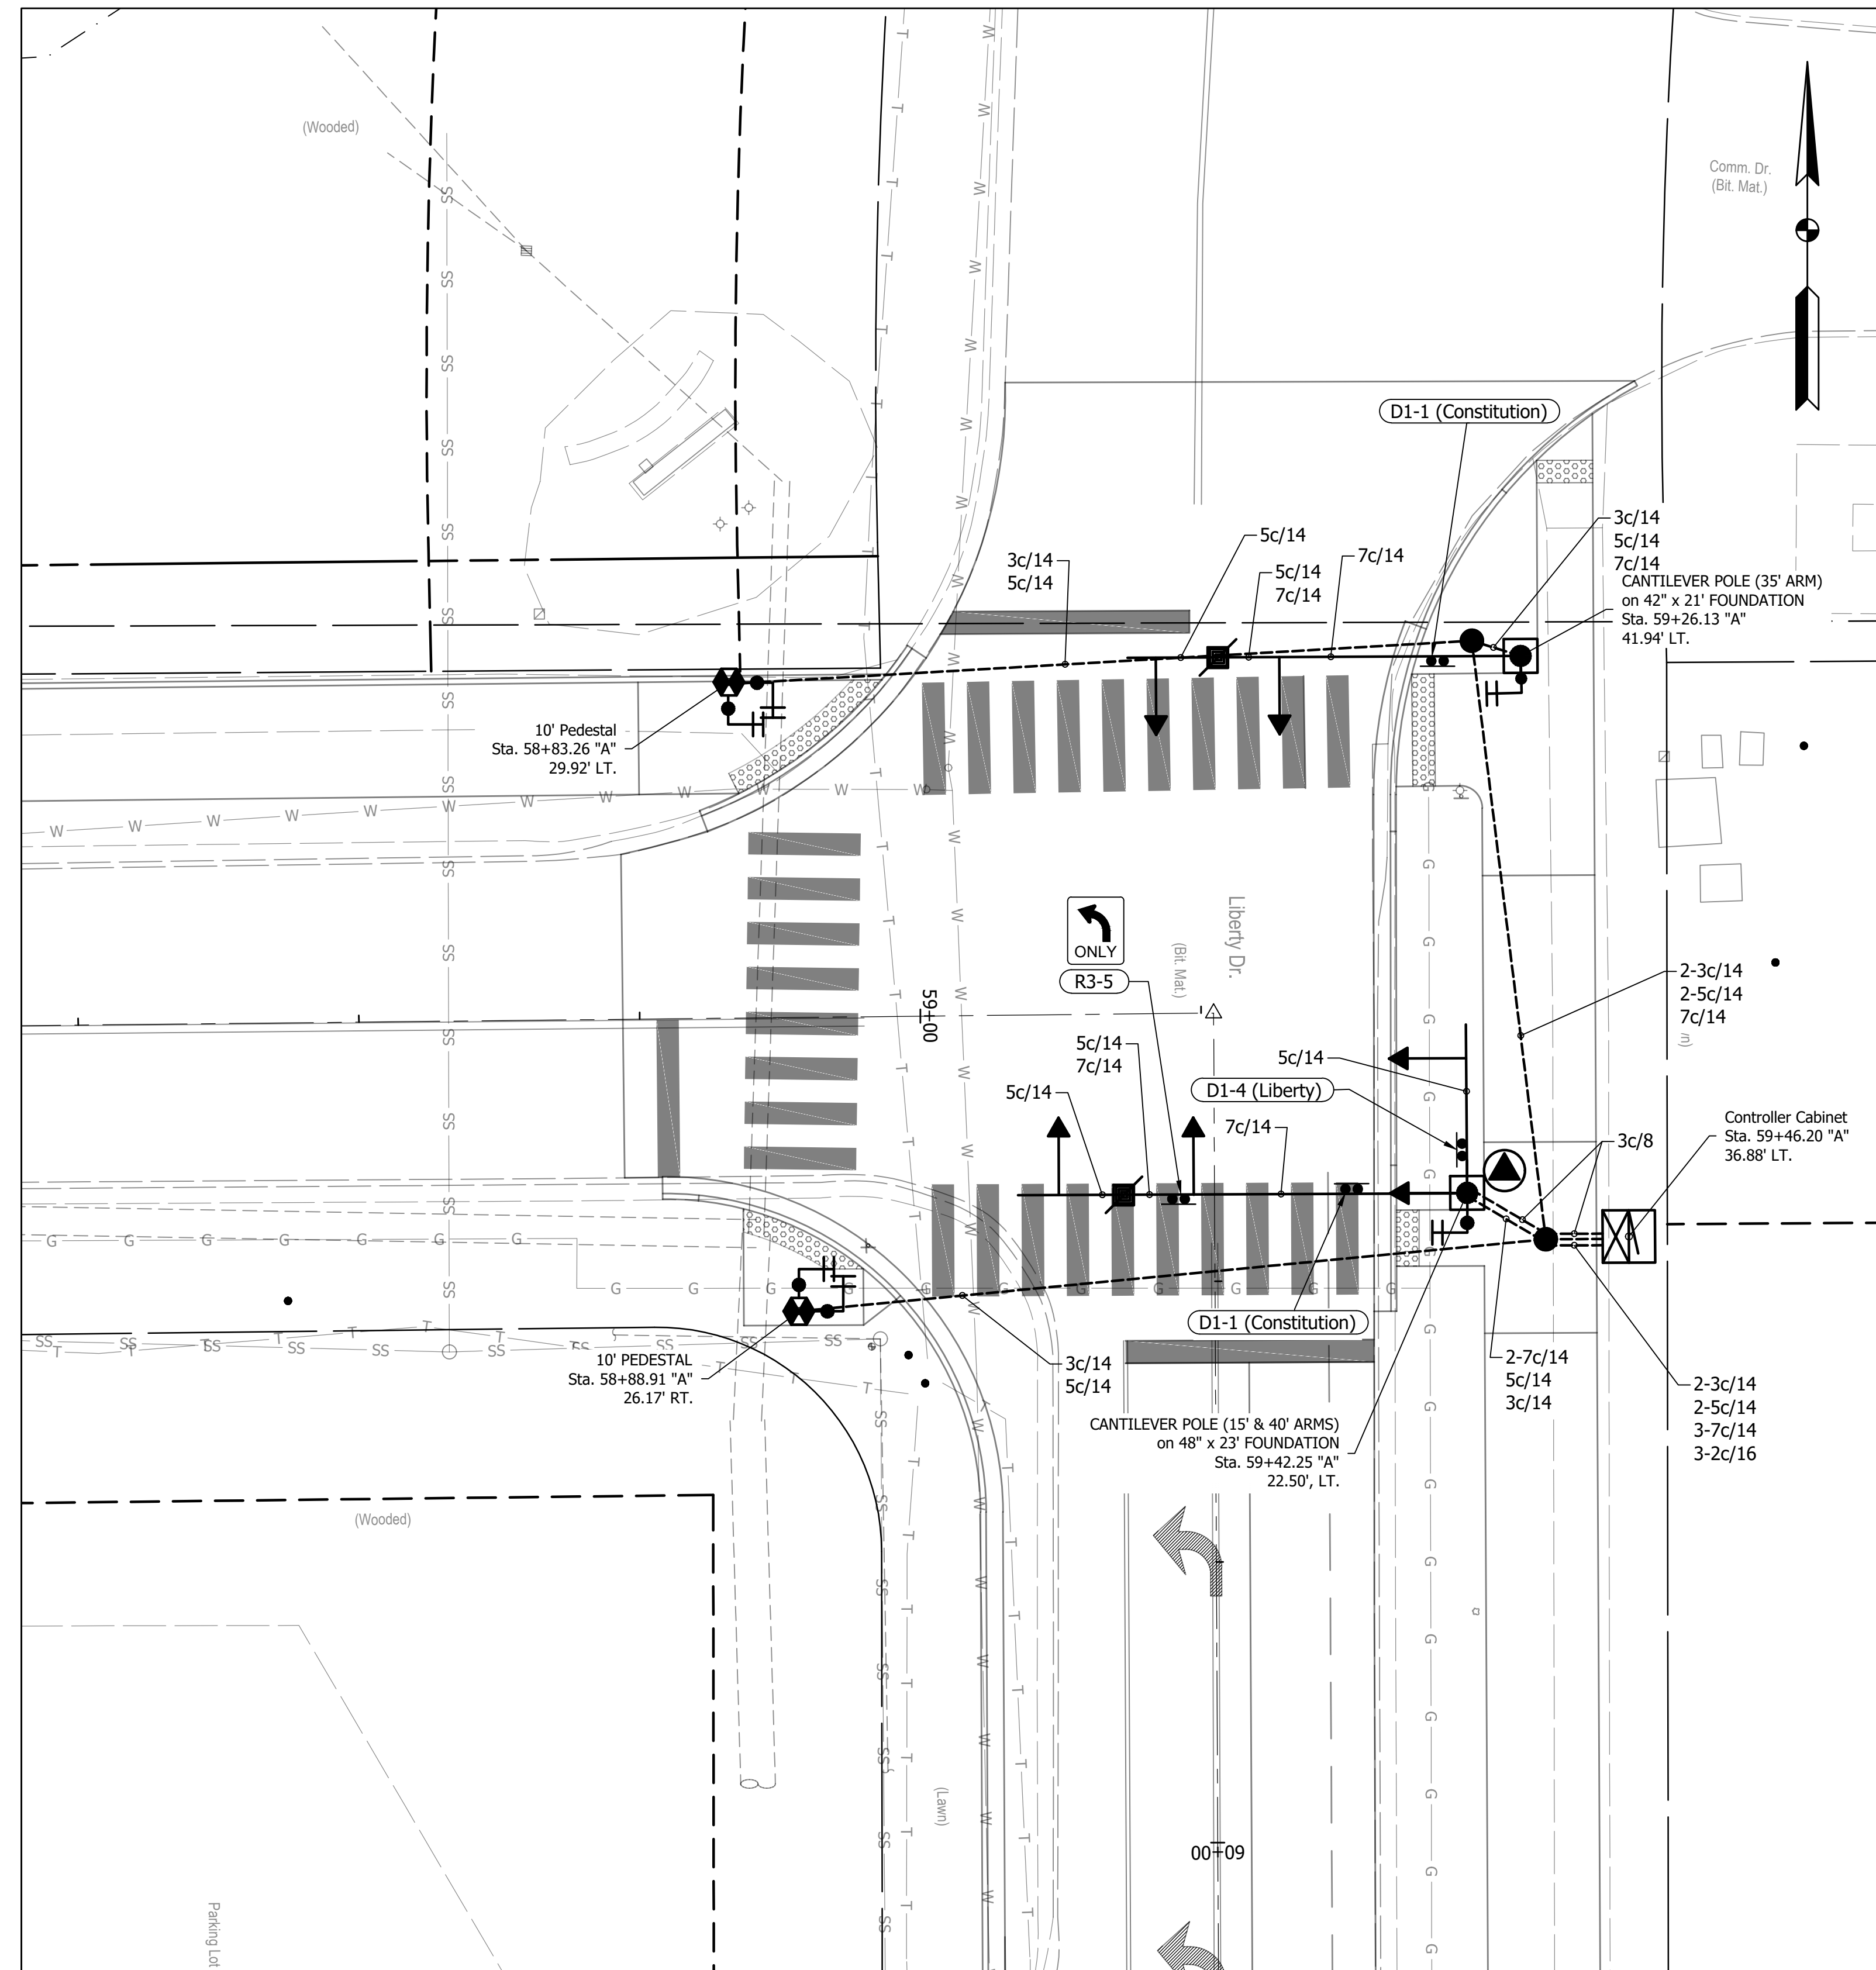 (Wooded)
Comm. Dr.
(Bit. Mat.)
D1-1 (Constitution)
3c/14
5c/14
7c/14
CANTILEVER POLE (35' ARM)
on 42" x 21' FOUNDATION
Sta. 59+26.13 "A"
41.94' LT.
5c/14
3c/14
5c/14
5c/14
7c/14
7c/14
10' Pedestal
Sta. 58+83.26 "A"
29.92' LT.
ONLY
R3-5
Liberty Dr.
(Bit. Mat.)
59+00
2-3c/14
2-5c/14
7c/14
5c/14
7c/14
5c/14
5c/14
D1-4 (Liberty)
7c/14
3c/8
Controller Cabinet
Sta. 59+46.20 "A"
36.88' LT.
D1-1 (Constitution)
10' PEDESTAL
Sta. 58+88.91 "A"
26.17' RT.
3c/14
5c/14
2-7c/14
5c/14
3c/14
2-3c/14
2-5c/14
3-7c/14
3-2c/16
CANTILEVER POLE (15' & 40' ARMS)
on 48" x 23' FOUNDATION
Sta. 59+42.25 "A"
22.50', LT.
(Wooded)
(Lawn)
60+00
Parking Lot